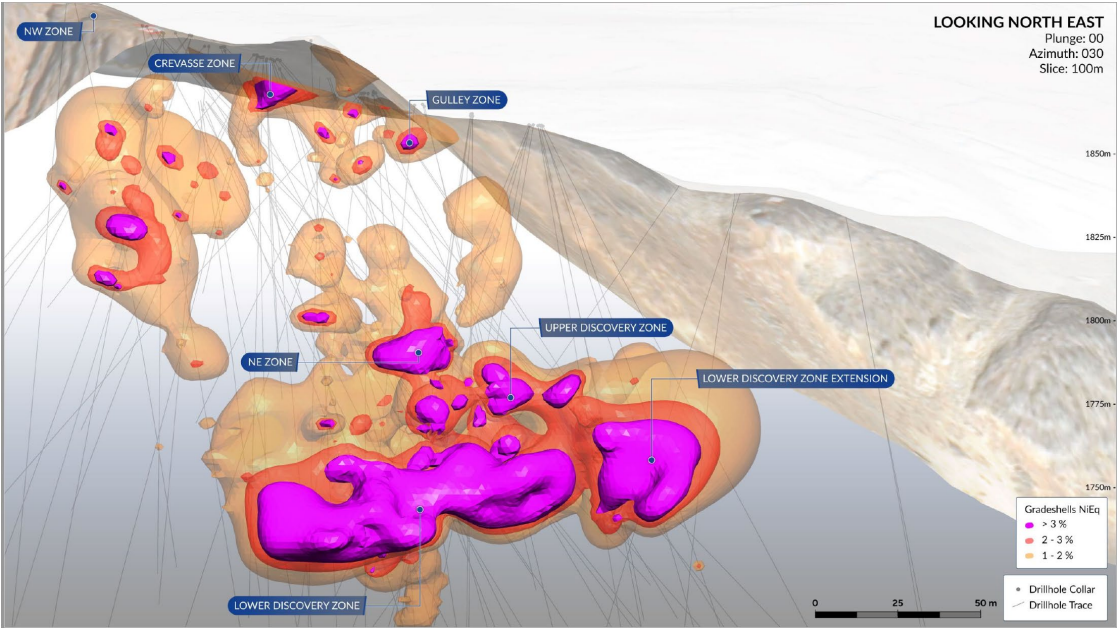 LOOKING NORTH EAST
Plunge: 00
Azimuth: 030
Slice: 100m
NW ZONE
CREVASSE ZONE
GULLEY ZONE
1850m
1825m
1800m
UPPER DISCOVERY ZONE
NE ZONE
LOWER DISCOVERY ZONE EXTENSION
1775m
1750m
Gradeshells NiEq
> 3 %
2 - 3 %
1 - 2 %
LOWER DISCOVERY ZONE
Drillhole Collar
Drillhole Trace
0 25 50 m